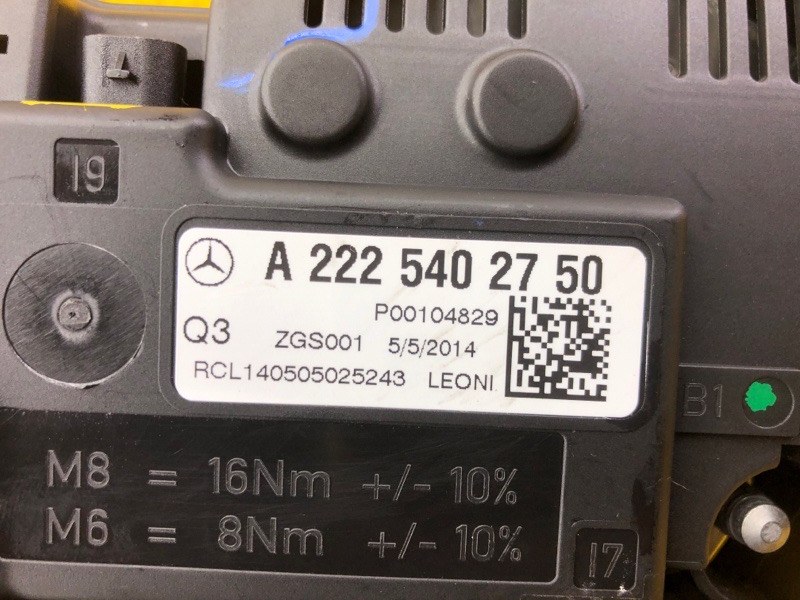 I9
A 222 540 27 50
P00104829
Q3 ZGS001 5/5/2014
RCL140505025243 LEONI
B1
M8 = 16Nm +/- 10%
M6 = 8Nm +/- 10%
I7